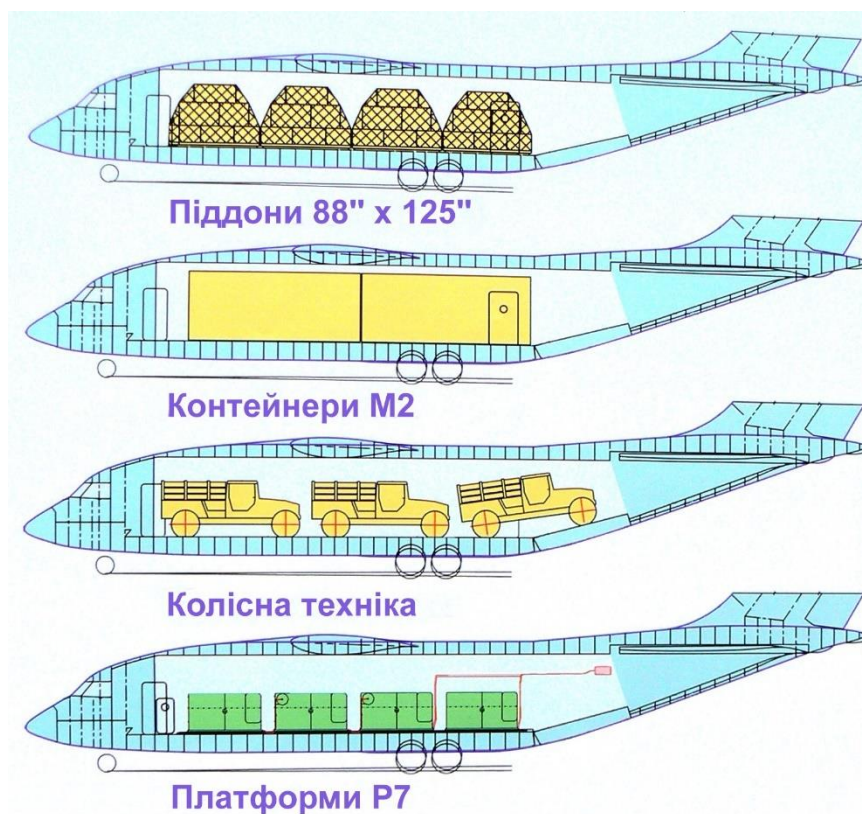 Піддони 88" x 125"
Контейнери М2
Колісна техніка
Платформи Р7